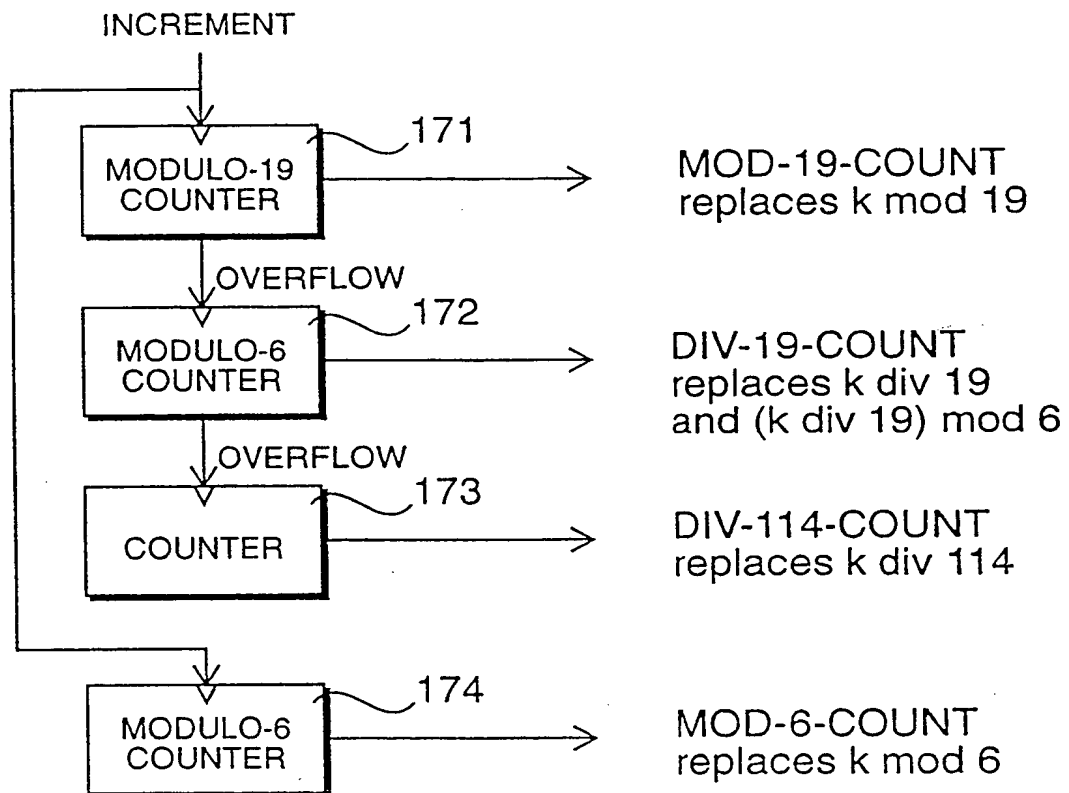 INCREMENT
MODULO-19
COUNTER
171
MOD-19-COUNT
replaces k mod 19
OVERFLOW
MODULO-6
COUNTER
172
DIV-19-COUNT
replaces k div 19
and (k div 19) mod 6
OVERFLOW
COUNTER
173
DIV-114-COUNT
replaces k div 114
MODULO-6
COUNTER
174
MOD-6-COUNT
replaces k mod 6